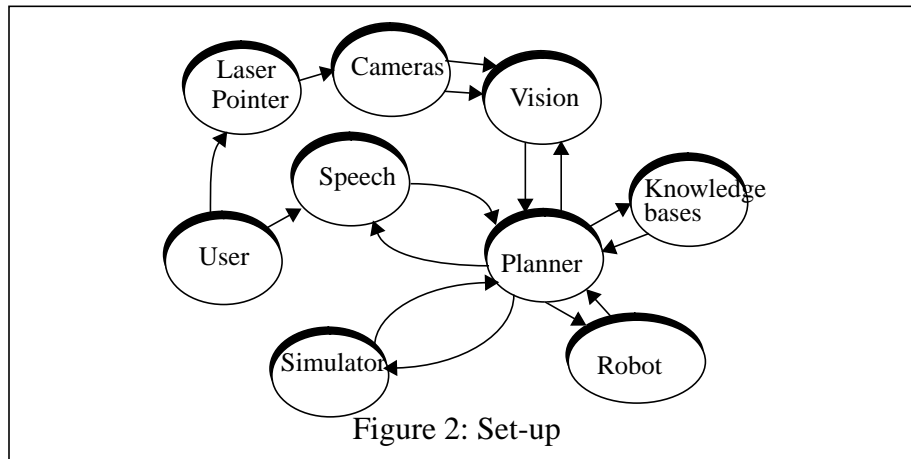 Laser
Pointer
Cameras
Vision
Speech
Knowledge
bases
User
Planner
Simulator
Robot
Figure 2: Set-up